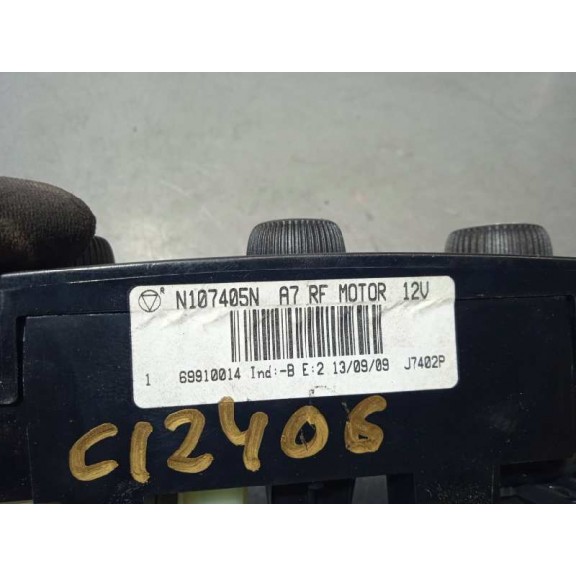 R N107405N A7 RF MOTOR 12V
1 69910014 Ind:-B E:2 13/09/09 J7402P
C12406